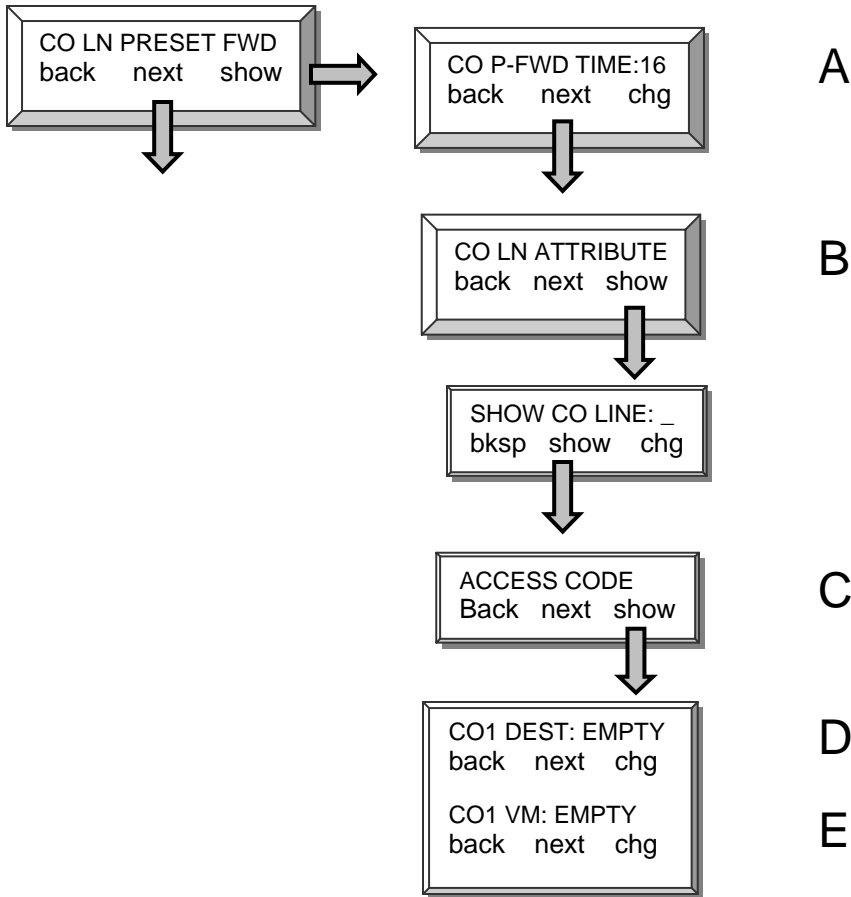 CO LN PRESET FWD
back next show
CO P-FWD TIME:16
back next chg
A
CO LN ATTRIBUTE
back next show
B
SHOW CO LINE: _
bksp show chg
ACCESS CODE
Back next show
C
CO1 DEST: EMPTY
back next chg
D
CO1 VM: EMPTY
back next chg
E